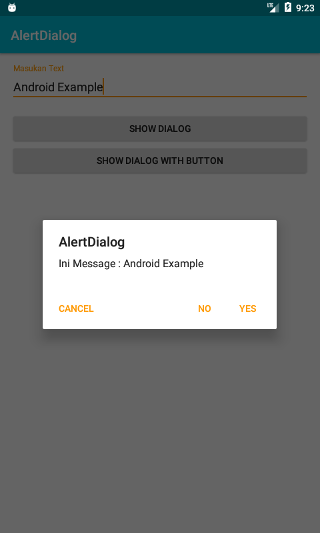 9:23
AlertDialog
Masukan Text
Android Example
SHOW DIALOG
SHOW DIALOG WITH BUTTON
AlertDialog
Ini Message : Android Example
CANCEL NO YES